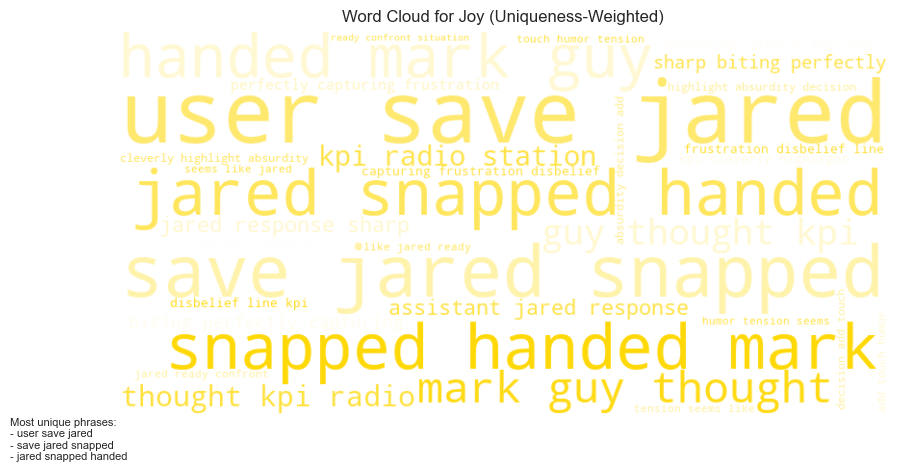 Word Cloud for Joy (Uniqueness-Weighted)
ready confront situation
touch humor tension
handed mark guy
sharp biting perfectly
perfectly capturing frustration
highlight absurdity decision
user save jared
absurdity decision add
frustration disbelief line
kpi radio station
cleverly highlight absurdity
seems like jared
capturing frustration disbelief
jared snapped handed
jared response sharp
guy thought kpi
like jared ready
save jared snapped
disbelief line kpi
assistant jared response
decision add touch
humor tension seems
snapped handed mark
jared ready confront
mark guy thought
thought kpi radio
tension seems like
Most unique phrases:
- user save jared
- save jared snapped
- jared snapped handed